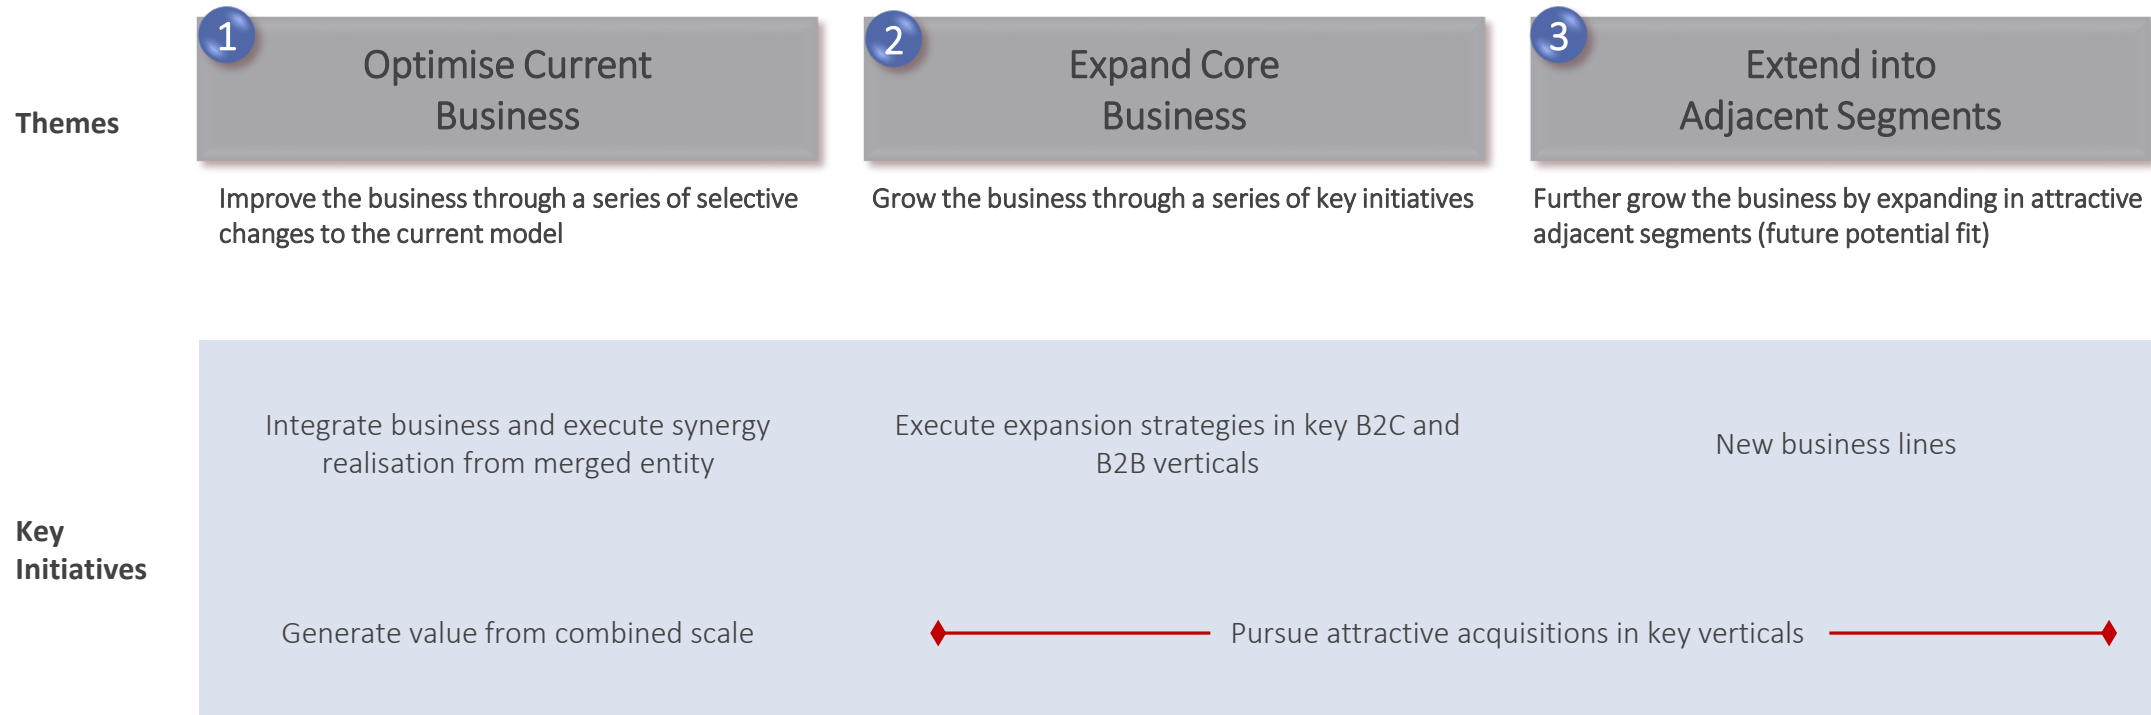 1
Optimise Current
Business
2
Expand Core
Business
3
Extend into
Adjacent Segments
Themes
Improve the business through a series of selective
changes to the current model
Grow the business through a series of key initiatives
Further grow the business by expanding in attractive
adjacent segments (future potential fit)
Key
Initiatives
Integrate business and execute synergy
realisation from merged entity
Execute expansion strategies in key B2C and
B2B verticals
New business lines
Generate value from combined scale
Pursue attractive acquisitions in key verticals